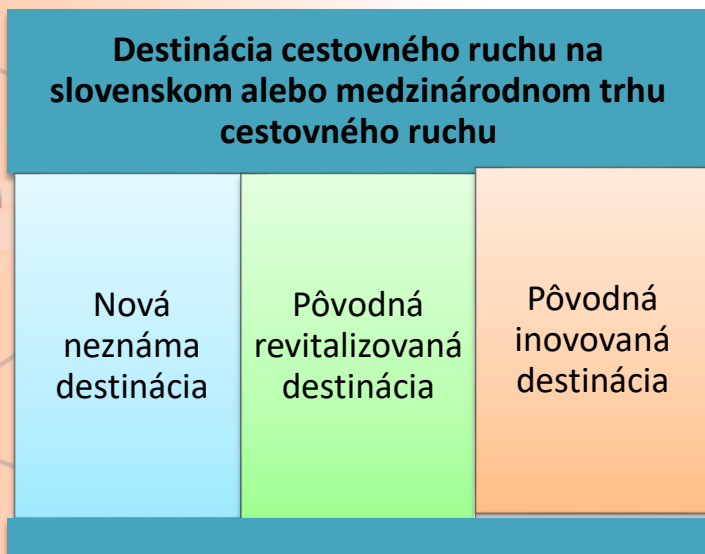 Destinácia cestovného ruchu na
slovenskom alebo medzinárodnom trhu
cestovného ruchu
Nová
neznáma
destinácia
Pôvodná
revitalizovaná
destinácia
Pôvodná
inovovaná
destinácia